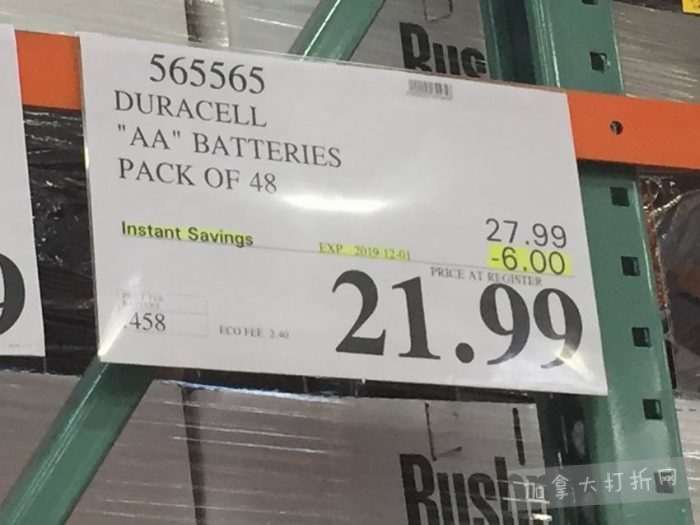 565565
DURACELL
"AA" BATTERIES
PACK OF 48
27.99
Instant Savings EXP. 2019-12-01 -6.00
PRICE AT REGISTER
21.99
.458
ECO FEE 2.40
加拿大打折网